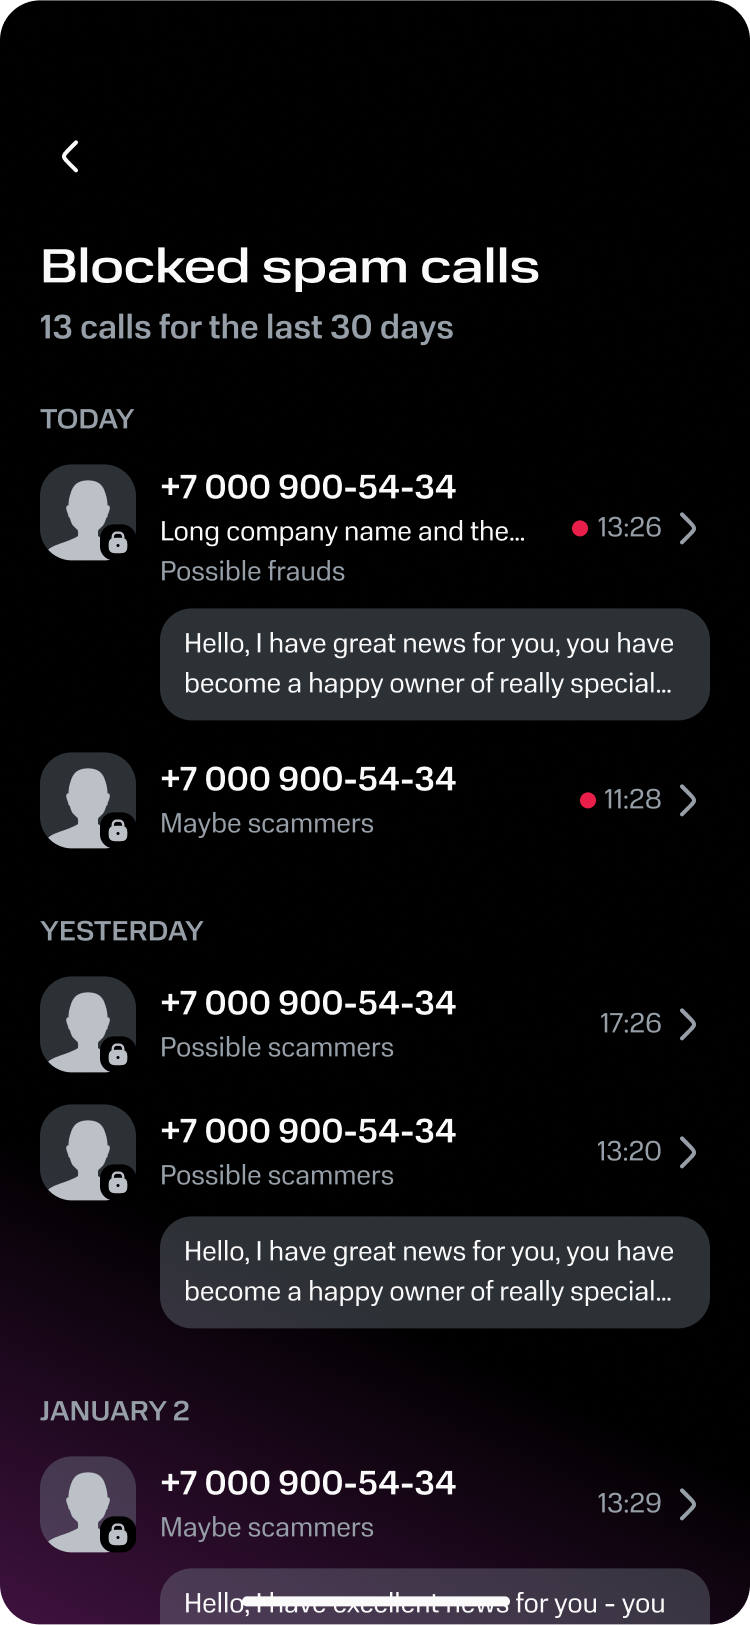 Blocked spam calls
13 calls for the last 30 days
TODAY
+7 000 900-54-34
Long company name and the...
13:26
Possible frauds
Hello, I have great news for you, you have
become a happy owner of really special...
+7 000 900-54-34
11:28
Maybe scammers
YESTERDAY
+7 000 900-54-34
17:26
Possible scammers
+7 000 900-54-34
13:20
Possible scammers
Hello, I have great news for you, you have
become a happy owner of really special...
JANUARY 2
+7 000 900-54-34
13:29
Maybe scammers
Hello, I have excellent news for you - you